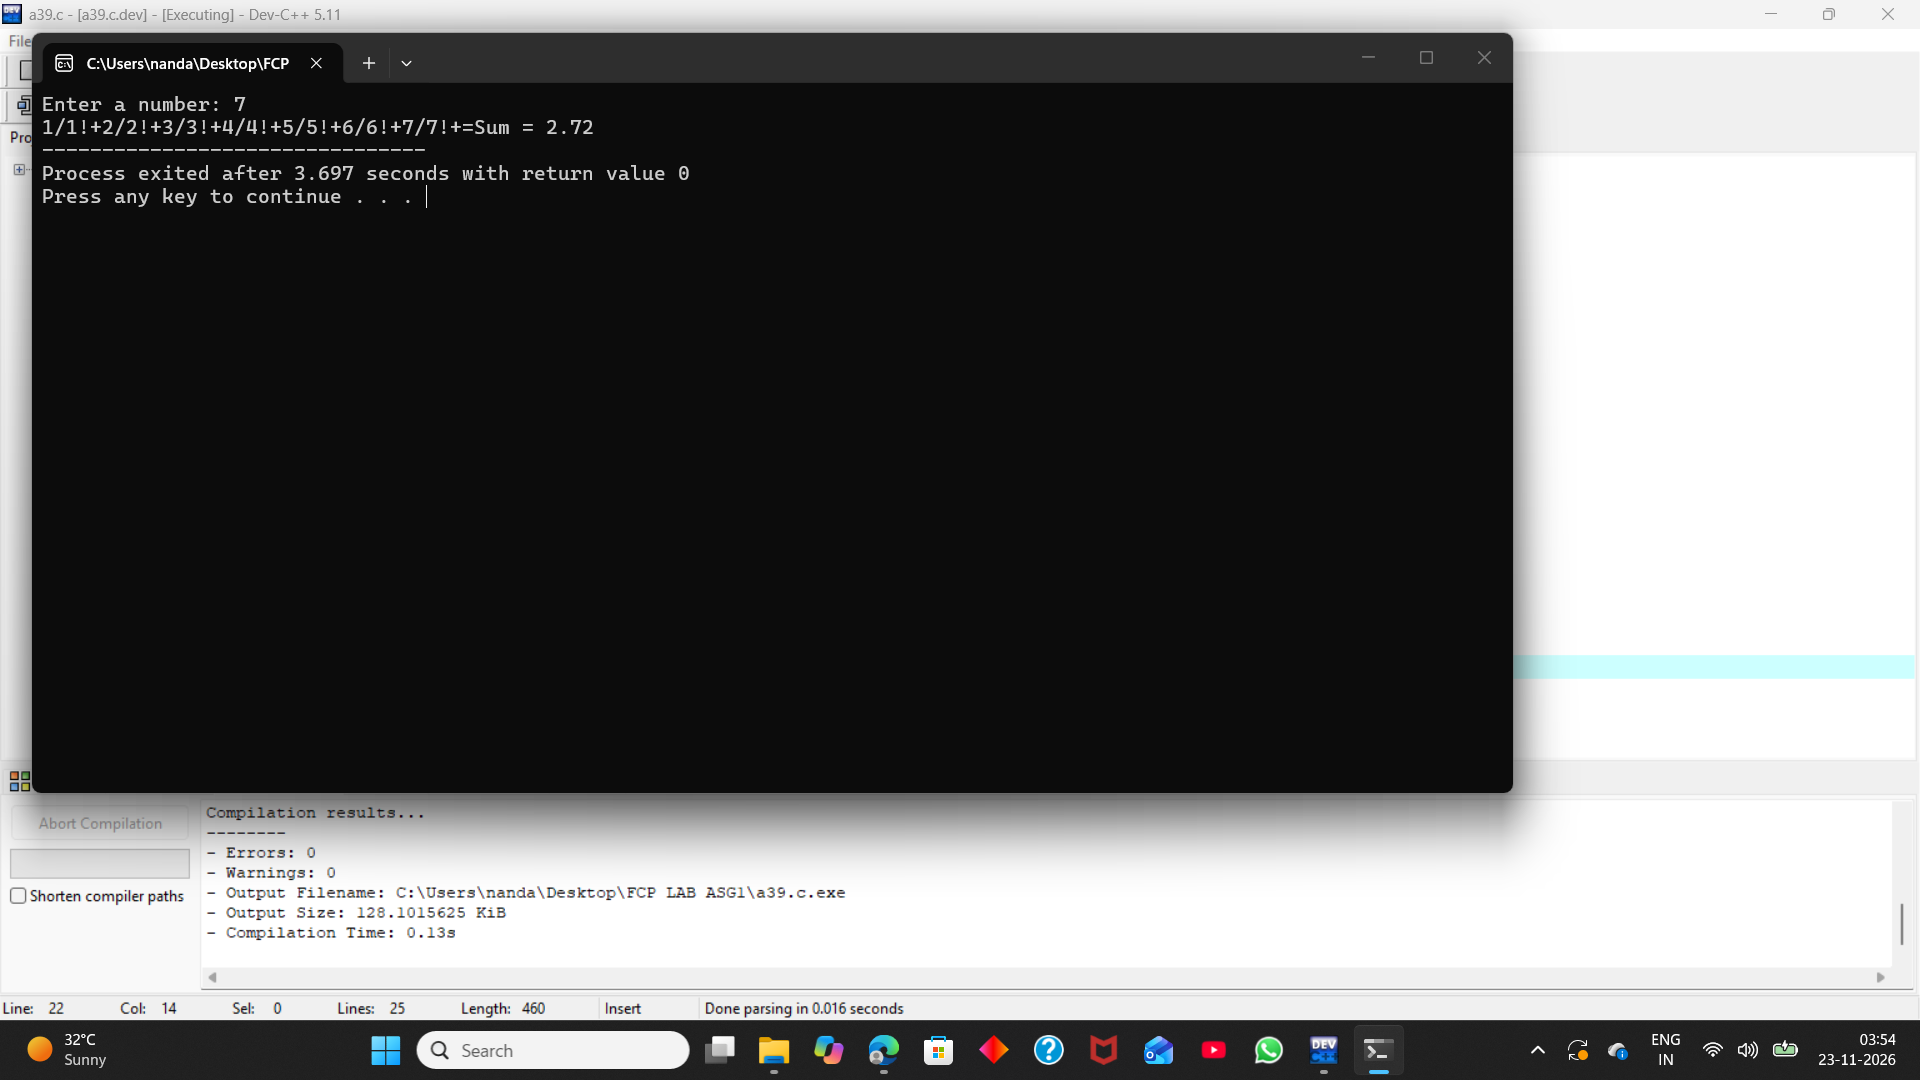 a39.c - [a39.c.dev] - [Executing] - Dev-C++ 5.11
File
C:\Users\nanda\Desktop\FCP
Enter a number: 7
1/1!+2/2!+3/3!+4/4!+5/5!+6/6!+7/7!+=Sum = 2.72
--------------------------------
Process exited after 3.697 seconds with return value 0
Press any key to continue . . .
Abort Compilation
Shorten compiler paths
Compilation results...
--------
- Errors: 0
- Warnings: 0
- Output Filename: C:\Users\nanda\Desktop\FCP LAB ASG1\a39.c.exe
- Output Size: 128.1015625 KiB
- Compilation Time: 0.13s
Line: 22 Col: 14 Sel: 0 Lines: 25 Length: 460 Insert Done parsing in 0.016 seconds
32°C
Sunny
Search
DEV
ENG
IN
03:54
23-11-2026